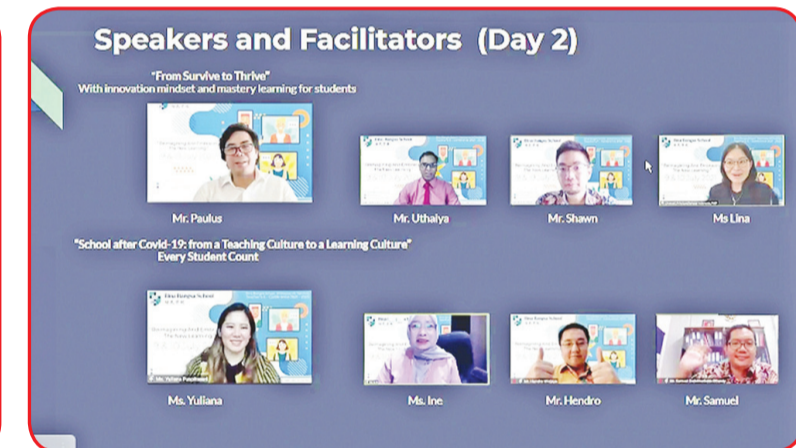 Speakers and Facilitators (Day 2)
"From Survive to Thrive"
With innovation mindset and mastery learning for students
Mr. Paulus
Mr. Uthaiya
Mr. Shawn
Ms Lina
"School after Covid-19: from a Teaching Culture to a Learning Culture"
Every Student Count
Ms. Yuliana
Ms. Ine
Mr. Hendro
Mr. Samuel